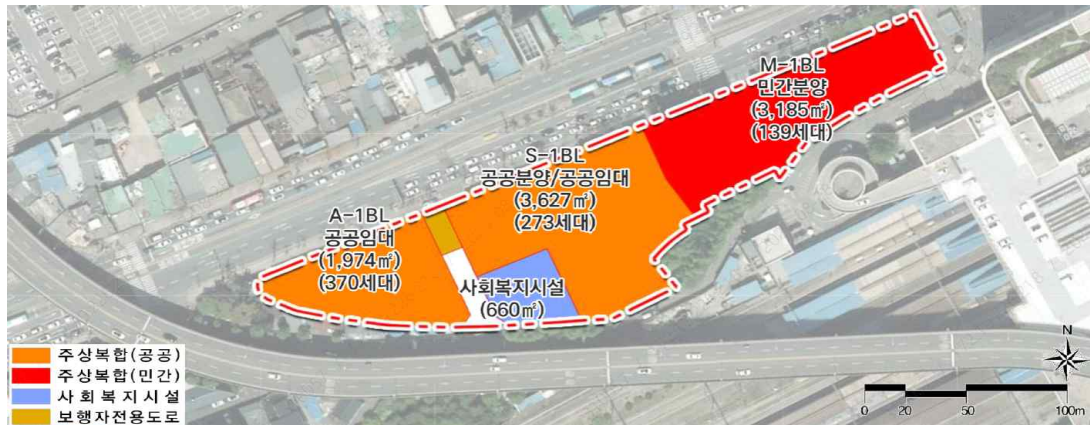 M-1BL
민간분양
(3,185㎡)
(139세대)
S-1BL
공공분양/공공임대
(3,627㎡)
(273세대)
A-1BL
공공임대
(1,974㎡)
(370세대)
사회복지시설
(660㎡)
주상복합(공공)
주상복합(민간)
사회복지시설
보행자전용도로
N
0 20 50 100m